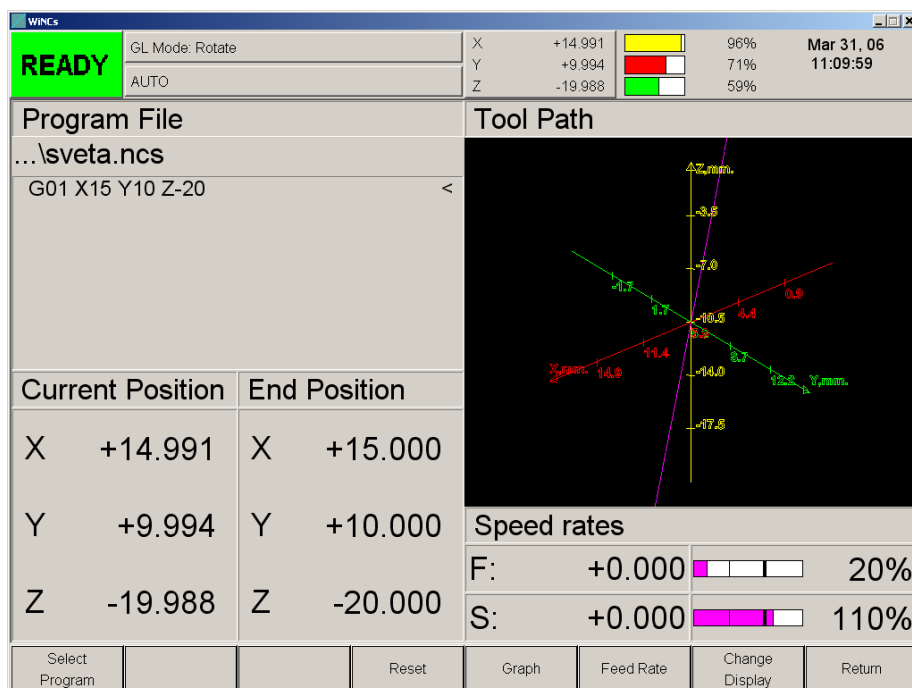 WiNCs
READY
GL Mode: Rotate
AUTO
X +14.991 96%
Y +9.994 71%
Z -19.988 59%
Mar 31, 06
11:09:59
Program File
...\sveta.ncs
G01 X15 Y10 Z-20 <
Tool Path
Z,mm.
-3.5
-7.0
-10.5
-14.0
-17.5
-1.7
1.7
5.2
8.7
12.2
Y,mm.
0.9
4.4
11.4
14.9
X,mm.
Current Position
X +14.991
Y +9.994
Z -19.988
End Position
X +15.000
Y +10.000
Z -20.000
Speed rates
F: +0.000 20%
S: +0.000 110%
Select
Program
Reset
Graph
Feed Rate
Change
Display
Return